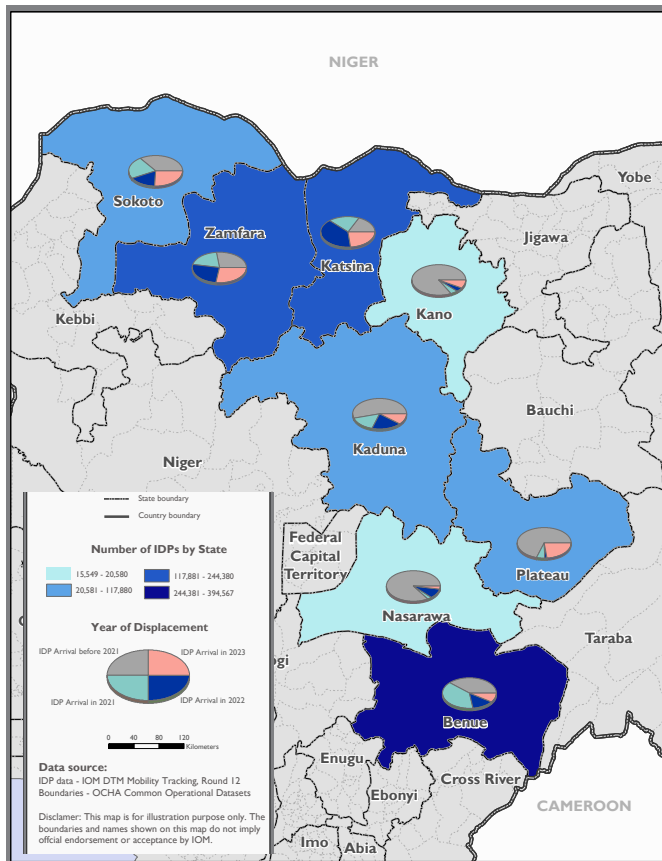 NIGER
Yobe
Sokoto
Zamfara
Katsina
Jigawa
Kano
Kebbi
Bauchi
Kaduna
Niger
State boundary
Country boundary
Federal
Capital
Territory
Number of IDPs by State
15,549 - 20,580
117,881 - 244,380
20,581 - 117,880
244,381 - 394,567
Plateau
Nasarawa
Taraba
Year of Displacement
IDP Arrival before 2021
IDP Arrival in 2023
ogi
IDP Arrival in 2021
IDP Arrival in 2022
Benue
0 40 80 120
Kilometers
Enugu
Cross River
Data source:
IDP data - IOM DTM Mobility Tracking, Round 12
Boundaries - OCHA Common Operational Datasets
Ebonyi
CAMEROON
Disclamer: This map is for illustration purpose only. The
boundaries and names shown on this map do not imply
offcial endorsement or acceptance by IOM.
Imo
Abia